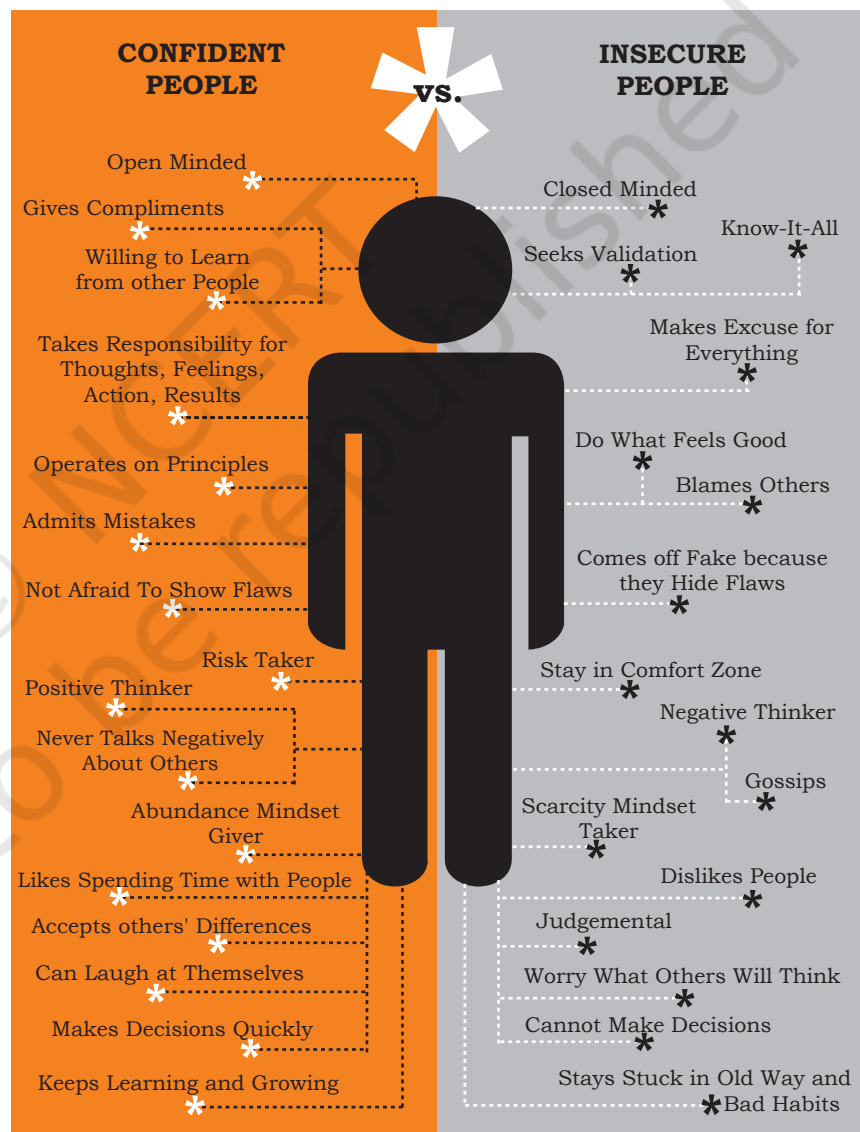 CONFIDENT
PEOPLE
vs.
INSECURE
PEOPLE
Open Minded
Gives Compliments
Willing to Learn
from other People
Takes Responsibility for
Thoughts, Feelings,
Action, Results
Operates on Principles
Admits Mistakes
Not Afraid To Show Flaws
Risk Taker
Positive Thinker
Never Talks Negatively
About Others
Abundance Mindset
Giver
Likes Spending Time with People
Accepts others' Differences
Can Laugh at Themselves
Makes Decisions Quickly
Keeps Learning and Growing
Closed Minded
Know-It-All
Seeks Validation
Makes Excuse for
Everything
Do What Feels Good
Blames Others
Comes off Fake because
they Hide Flaws
Stay in Comfort Zone
Negative Thinker
Gossips
Scarcity Mindset
Taker
Dislikes People
Judgemental
Worry What Others Will Think
Cannot Make Decisions
Stays Stuck in Old Way and
Bad Habits
© NCERT
to be republished